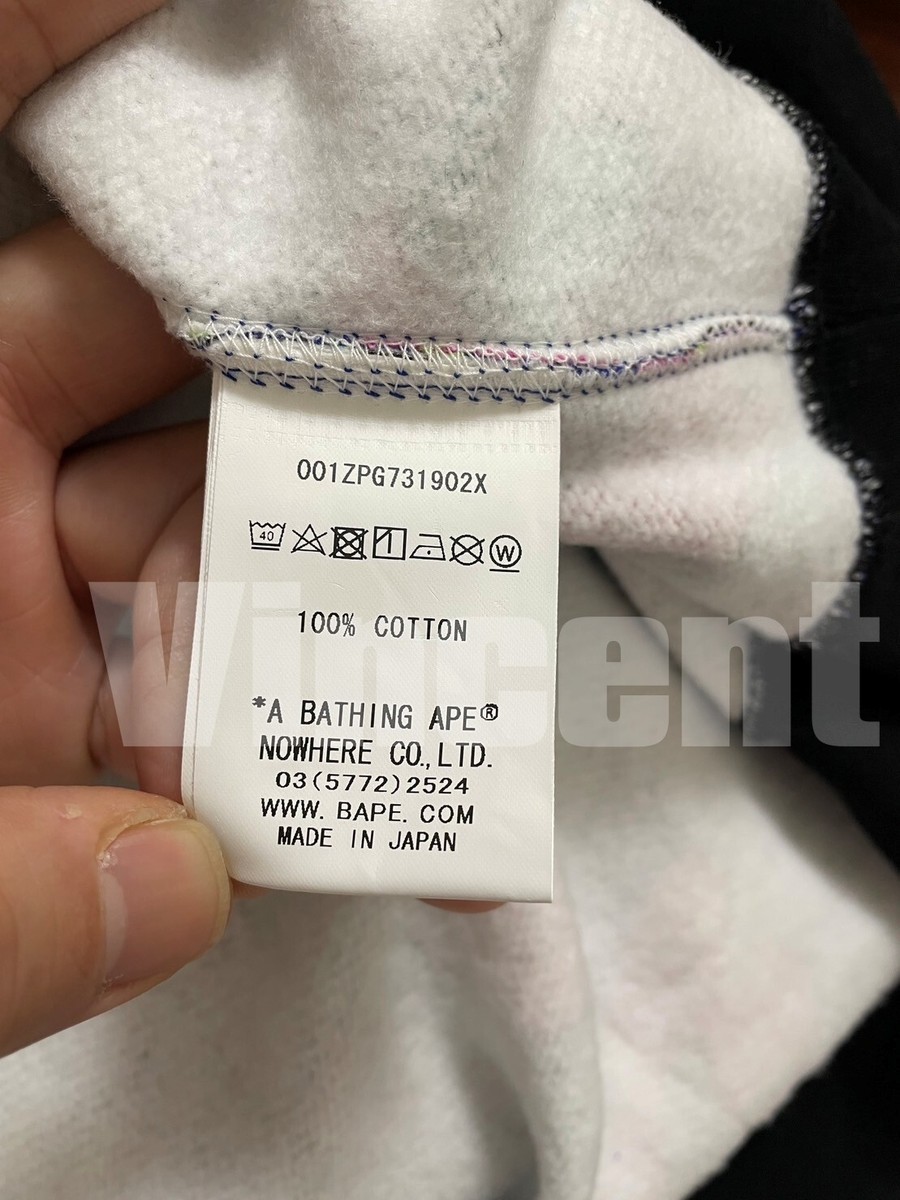 001ZPG731902X
40 W
100% COTTON
*A BATHING APE®
NOWHERE CO.,LTD.
03(5772)2524
WWW. BAPE. COM
MADE IN JAPAN
Vincent